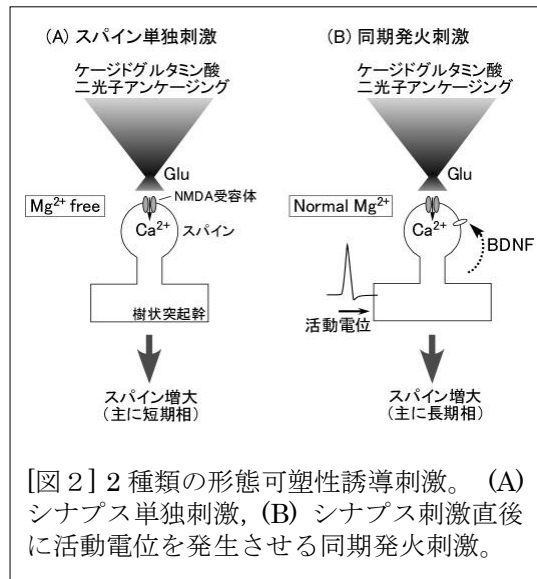 (A) スパイン単独刺激
ケージドグルタミン酸
二光子アンケージング
Glu
NMDA受容体
Mg2+ free
Ca2+
スパイン
樹状突起幹
スパイン増大
(主に短期相)
(B) 同期発火刺激
ケージドグルタミン酸
二光子アンケージング
Glu
Normal Mg2+
Ca2+
BDNF
活動電位
スパイン増大
(主に長期相)
[図2] 2 種類の形態可塑性誘導刺激。 (A)
シナプス単独刺激, (B) シナプス刺激直後
に活動電位を発生させる同期発火刺激。